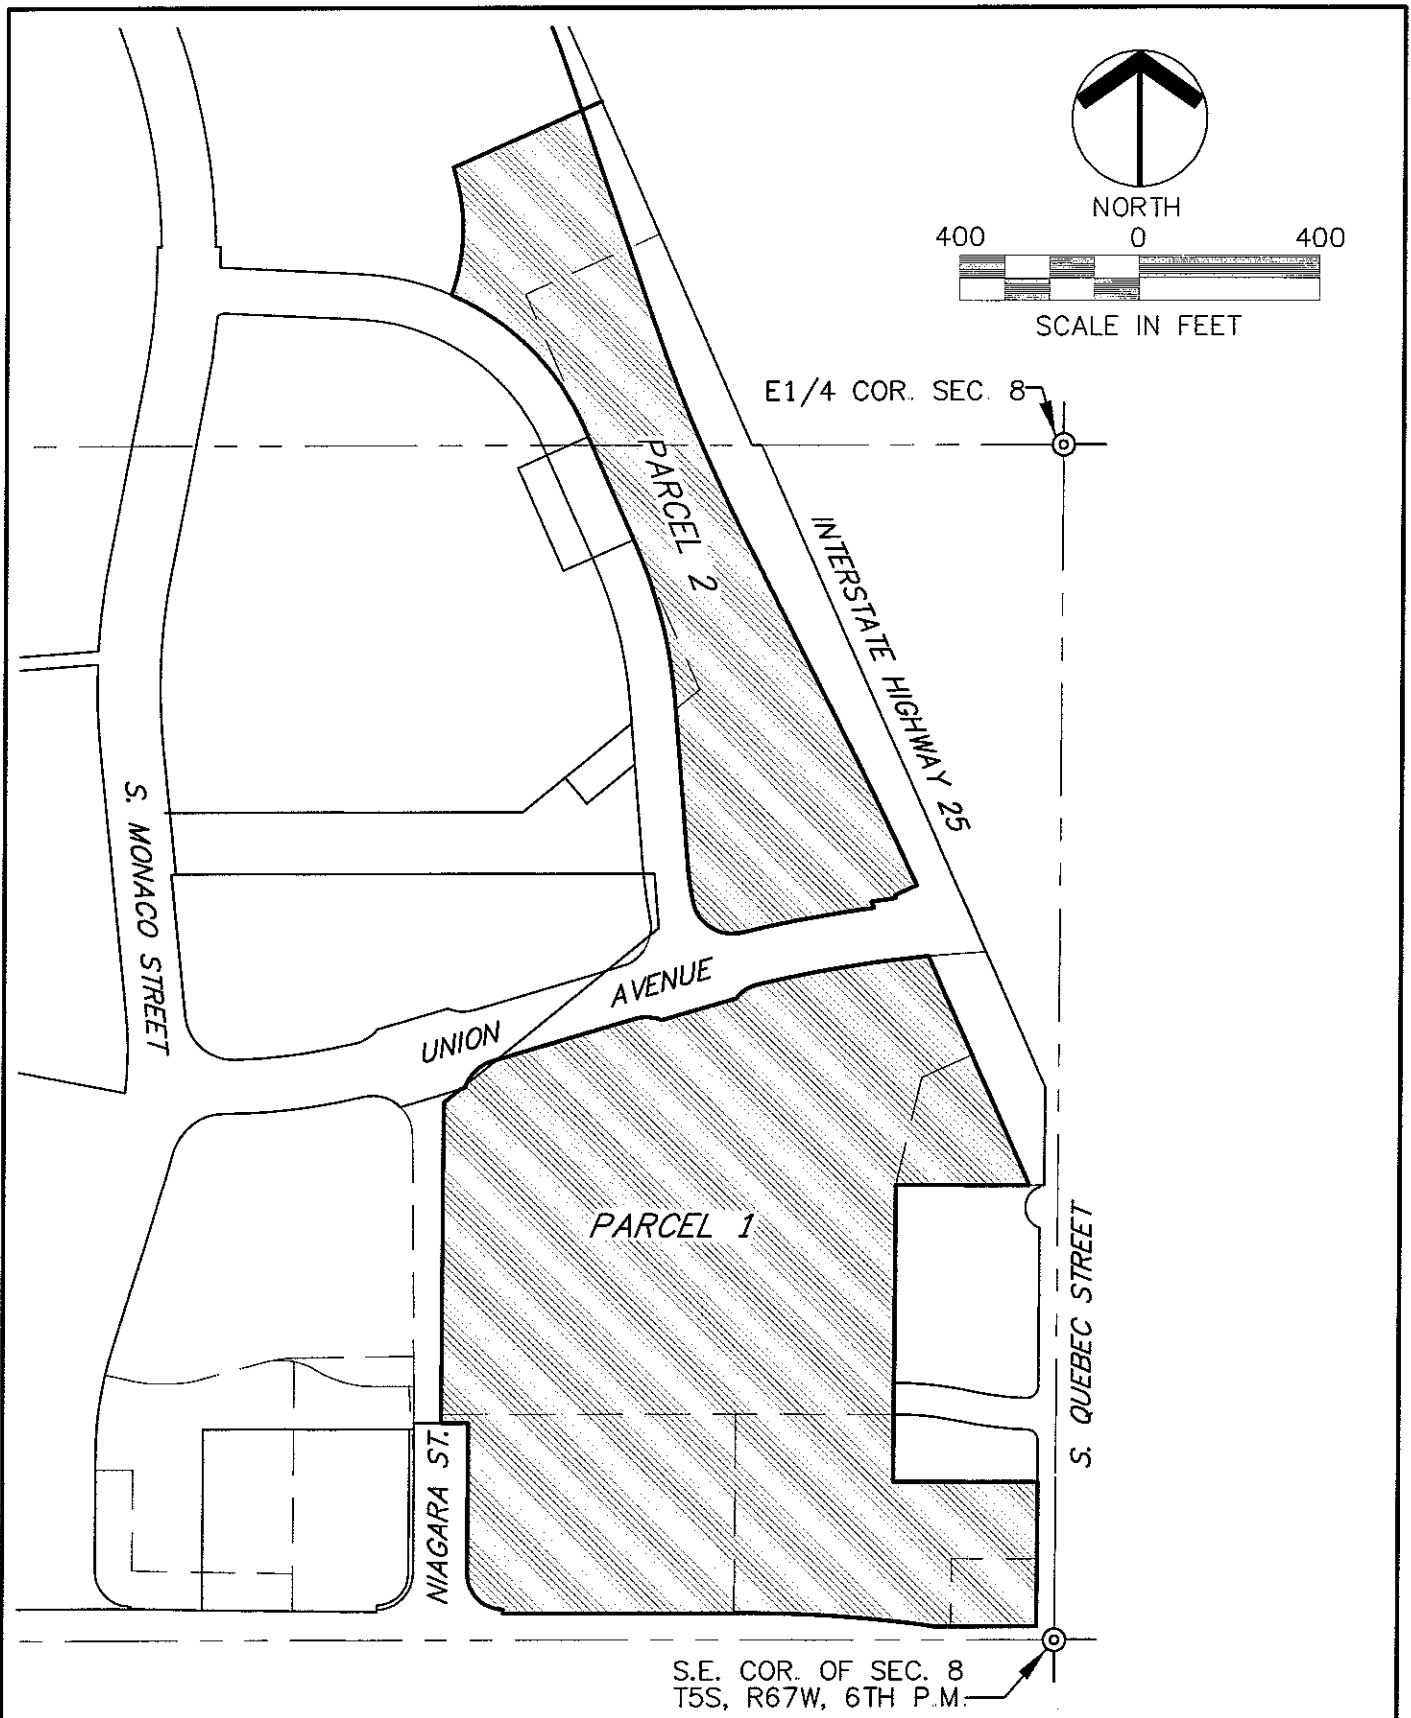 NORTH
400 0 400
SCALE IN FEET
E1/4 COR. SEC. 8
PARCEL 2
INTERSTATE HIGHWAY 25
S. MONACO STREET
UNION AVENUE
PARCEL 1
S. QUEBEC STREET
NIAGARA ST.
S.E. COR. OF SEC. 8
T5S, R67W, 6TH P.M.